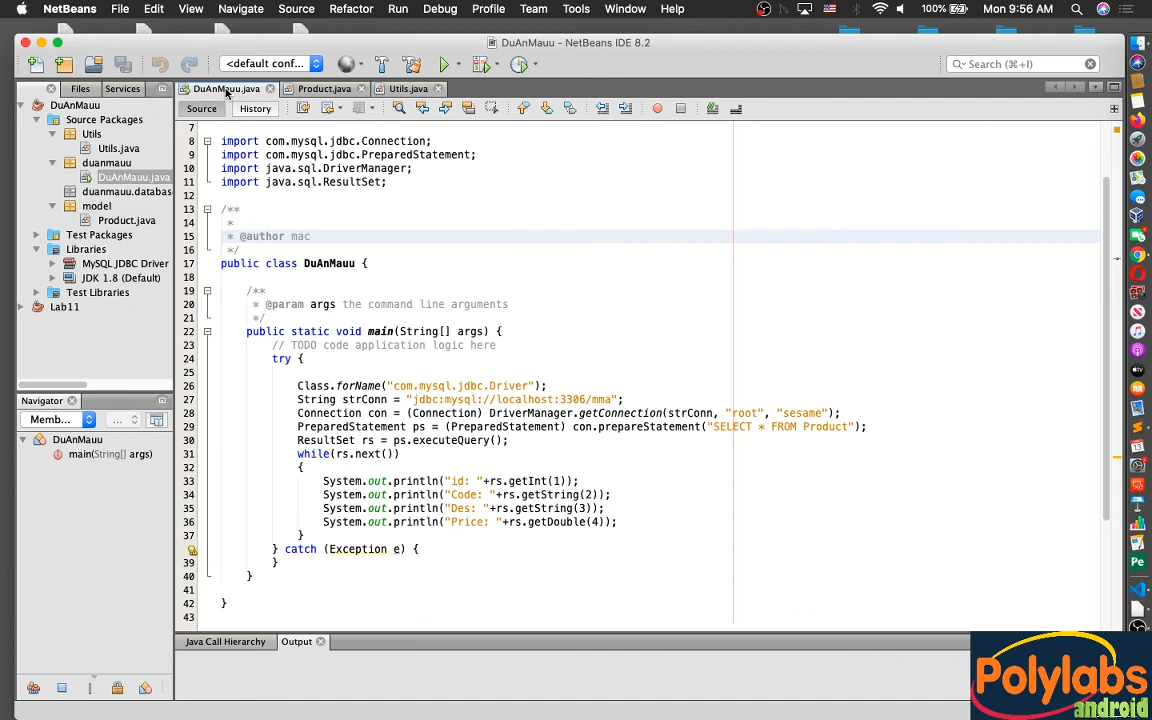 NetBeans File Edit View Navigate Source Refactor Run Debug Profile Team Tools Window Help 100% Mon 9:56 AM
DuAnMauu - NetBeans IDE 8.2
<default conf... Search (⌘+I)
Files Services DuAnMauu.java Product.java Utils.java
Source History
DuAnMauu
Source Packages
Utils
Utils.java
duanmauu
DuAnMauu.java
duanmauu.databas
model
Product.java
Test Packages
Libraries
MySQL JDBC Driver
JDK 1.8 (Default)
Test Libraries
Lab11
Navigator
Memb... ...
DuAnMauu
main(String[] args)
7
8 import com.mysql.jdbc.Connection;
9 import com.mysql.jdbc.PreparedStatement;
10 import java.sql.DriverManager;
11 import java.sql.ResultSet;
12
13 /**
14 *
15 * @author mac
16 */
17 public class DuAnMauu {
18
19 /**
20 * @param args the command line arguments
21 */
22 public static void main(String[] args) {
23 // TODO code application logic here
24 try {
25
26 Class.forName("com.mysql.jdbc.Driver");
27 String strConn = "jdbc:mysql://localhost:3306/mma";
28 Connection con = (Connection) DriverManager.getConnection(strConn, "root", "sesame");
29 PreparedStatement ps = (PreparedStatement) con.prepareStatement("SELECT * FROM Product");
30 ResultSet rs = ps.executeQuery();
31 while(rs.next())
32 {
33 System.out.println("id: "+rs.getInt(1));
34 System.out.println("Code: "+rs.getString(2));
35 System.out.println("Des: "+rs.getString(3));
36 System.out.println("Price: "+rs.getDouble(4));
37 }
} catch (Exception e) {
39 }
40 }
41
42 }
43
Java Call Hierarchy Output
Polylabs
android